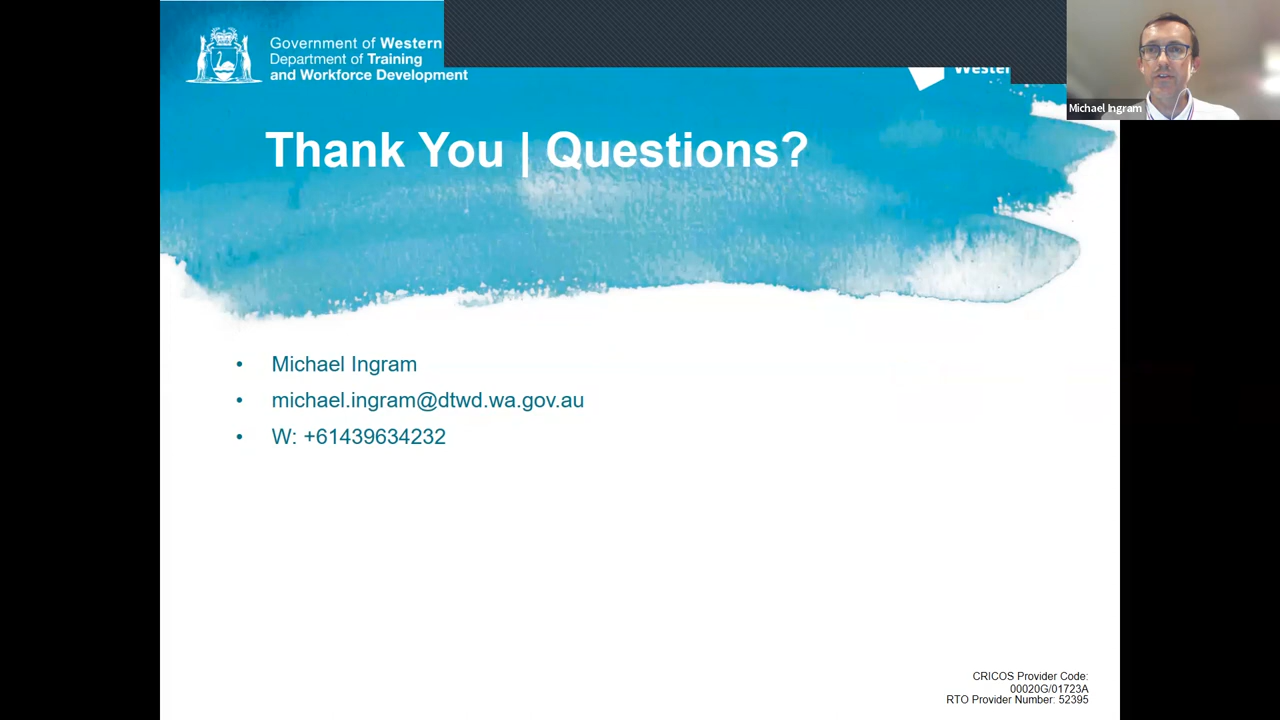 Government of Western
Department of Training
and Workforce Development
Wester
Michael Ingram
Thank You | Questions?
• Michael Ingram
• michael.ingram@dtwd.wa.gov.au
• W: +61439634232
CRICOS Provider Code:
00020G/01723A
RTO Provider Number: 52395